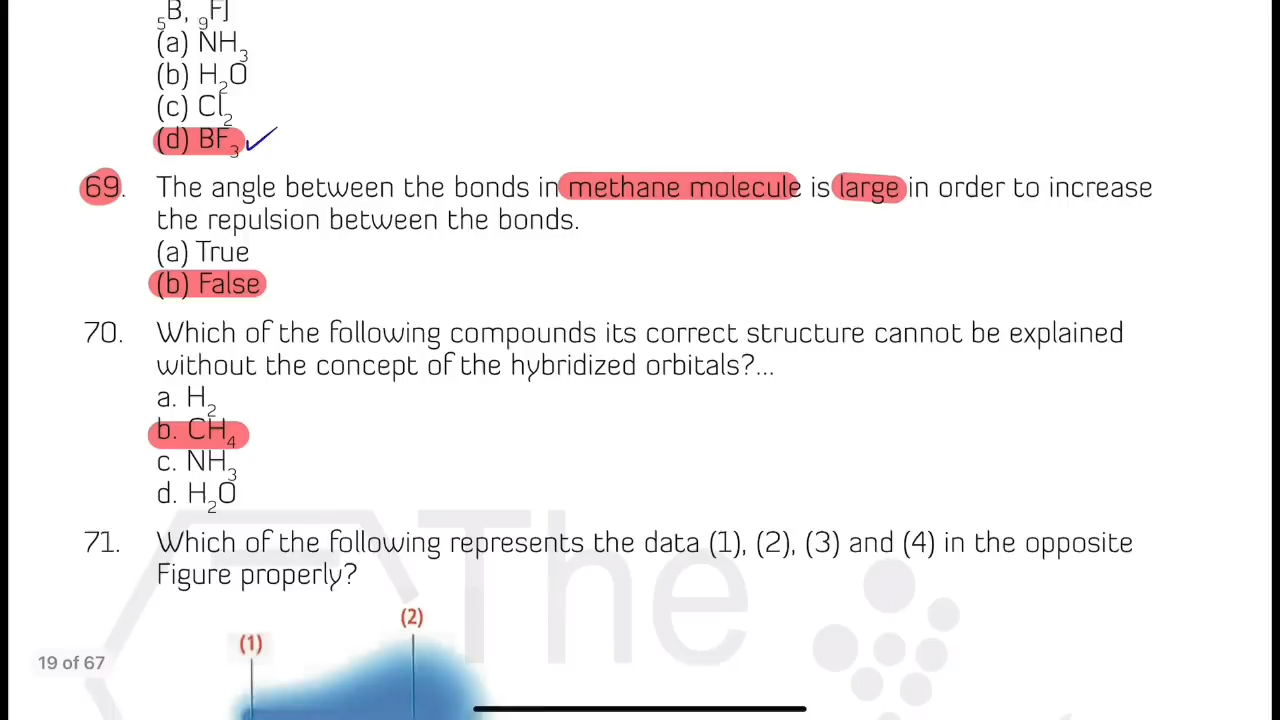 ₅B, ₉F]
(a) NH₃
(b) H₂O
(c) Cl₂
(d) BF₃
69. The angle between the bonds in methane molecule is large in order to increase
the repulsion between the bonds.
(a) True
(b) False
70. Which of the following compounds its correct structure cannot be explained
without the concept of the hybridized orbitals?...
a. H₂
b. CH₄
c. NH₃
d. H₂O
71. Which of the following represents the data (1), (2), (3) and (4) in the opposite
Figure properly?
The
(2)
(1)
19 of 67